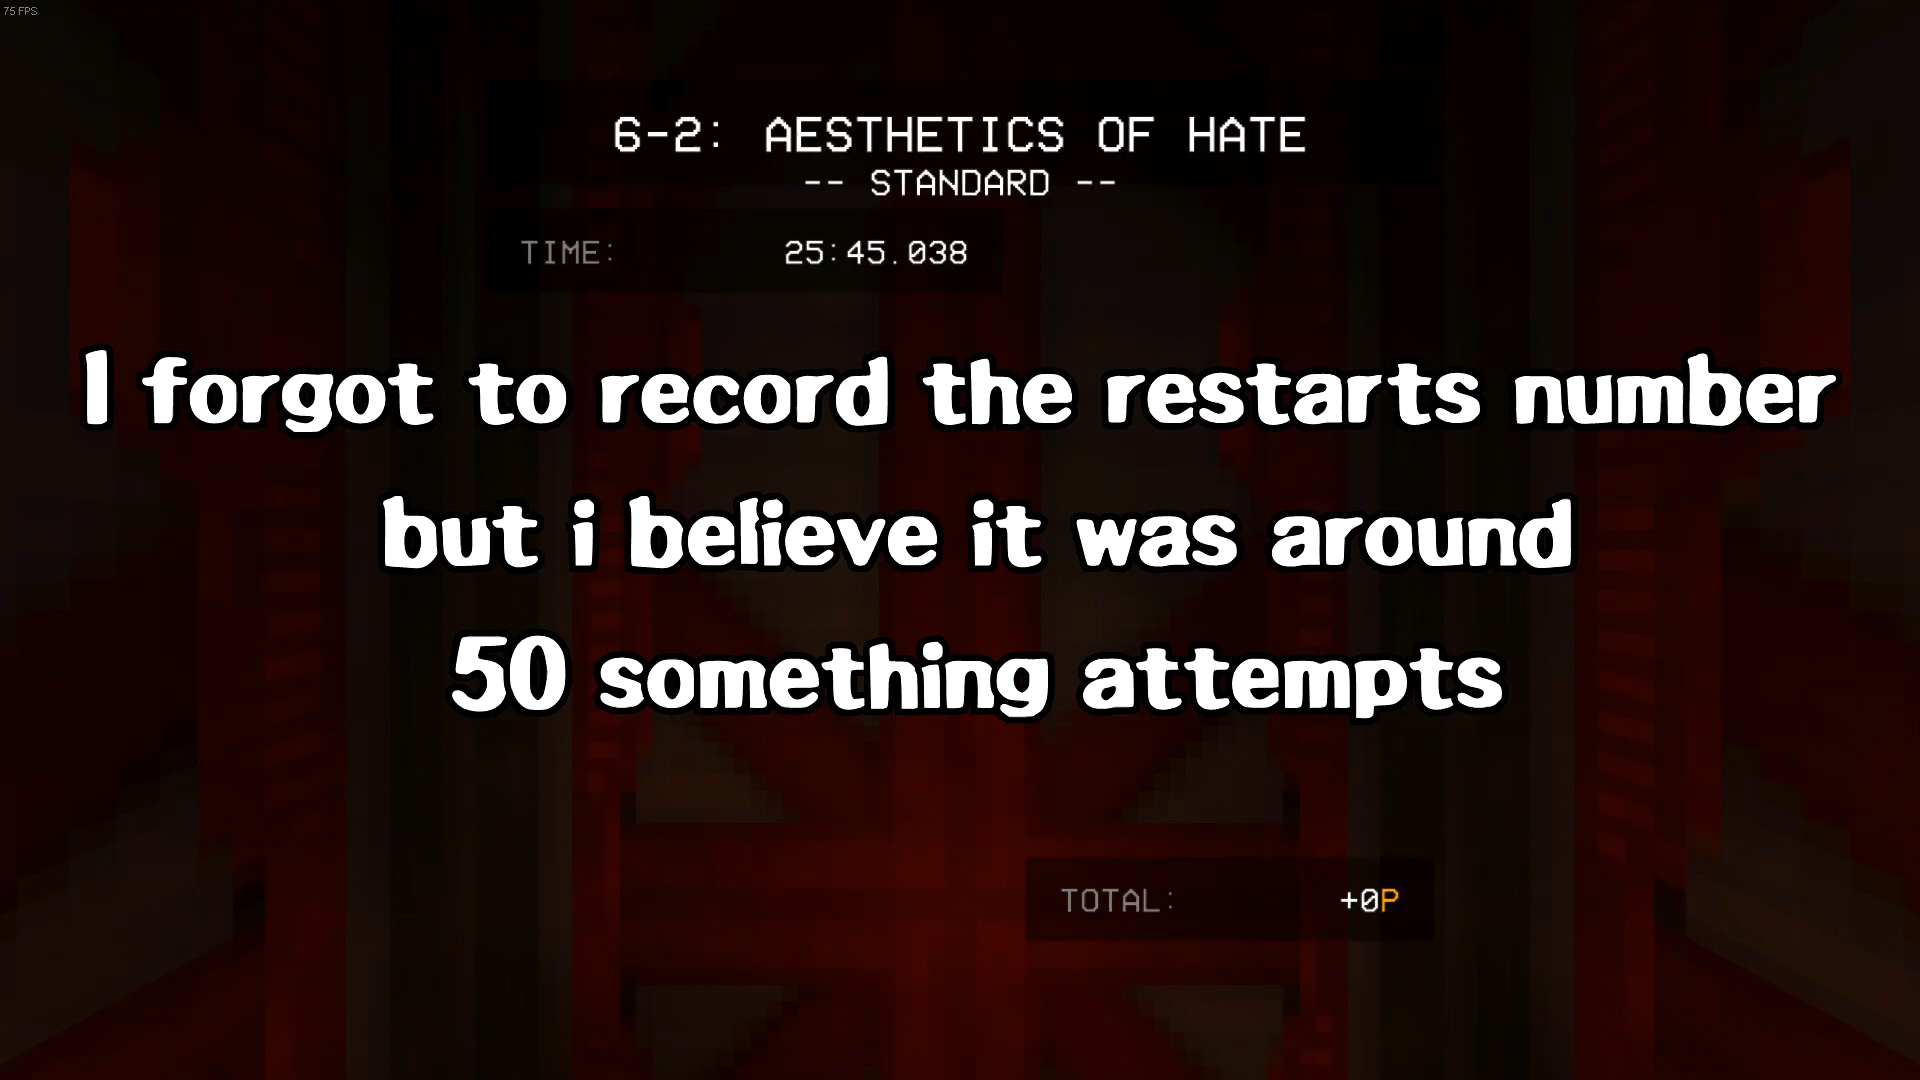 75 FPS
6-2: AESTHETICS OF HATE
-- STANDARD --
TIME: 25:45.038
I forgot to record the restarts number
but i believe it was around
50 something attempts
TOTAL: +0P